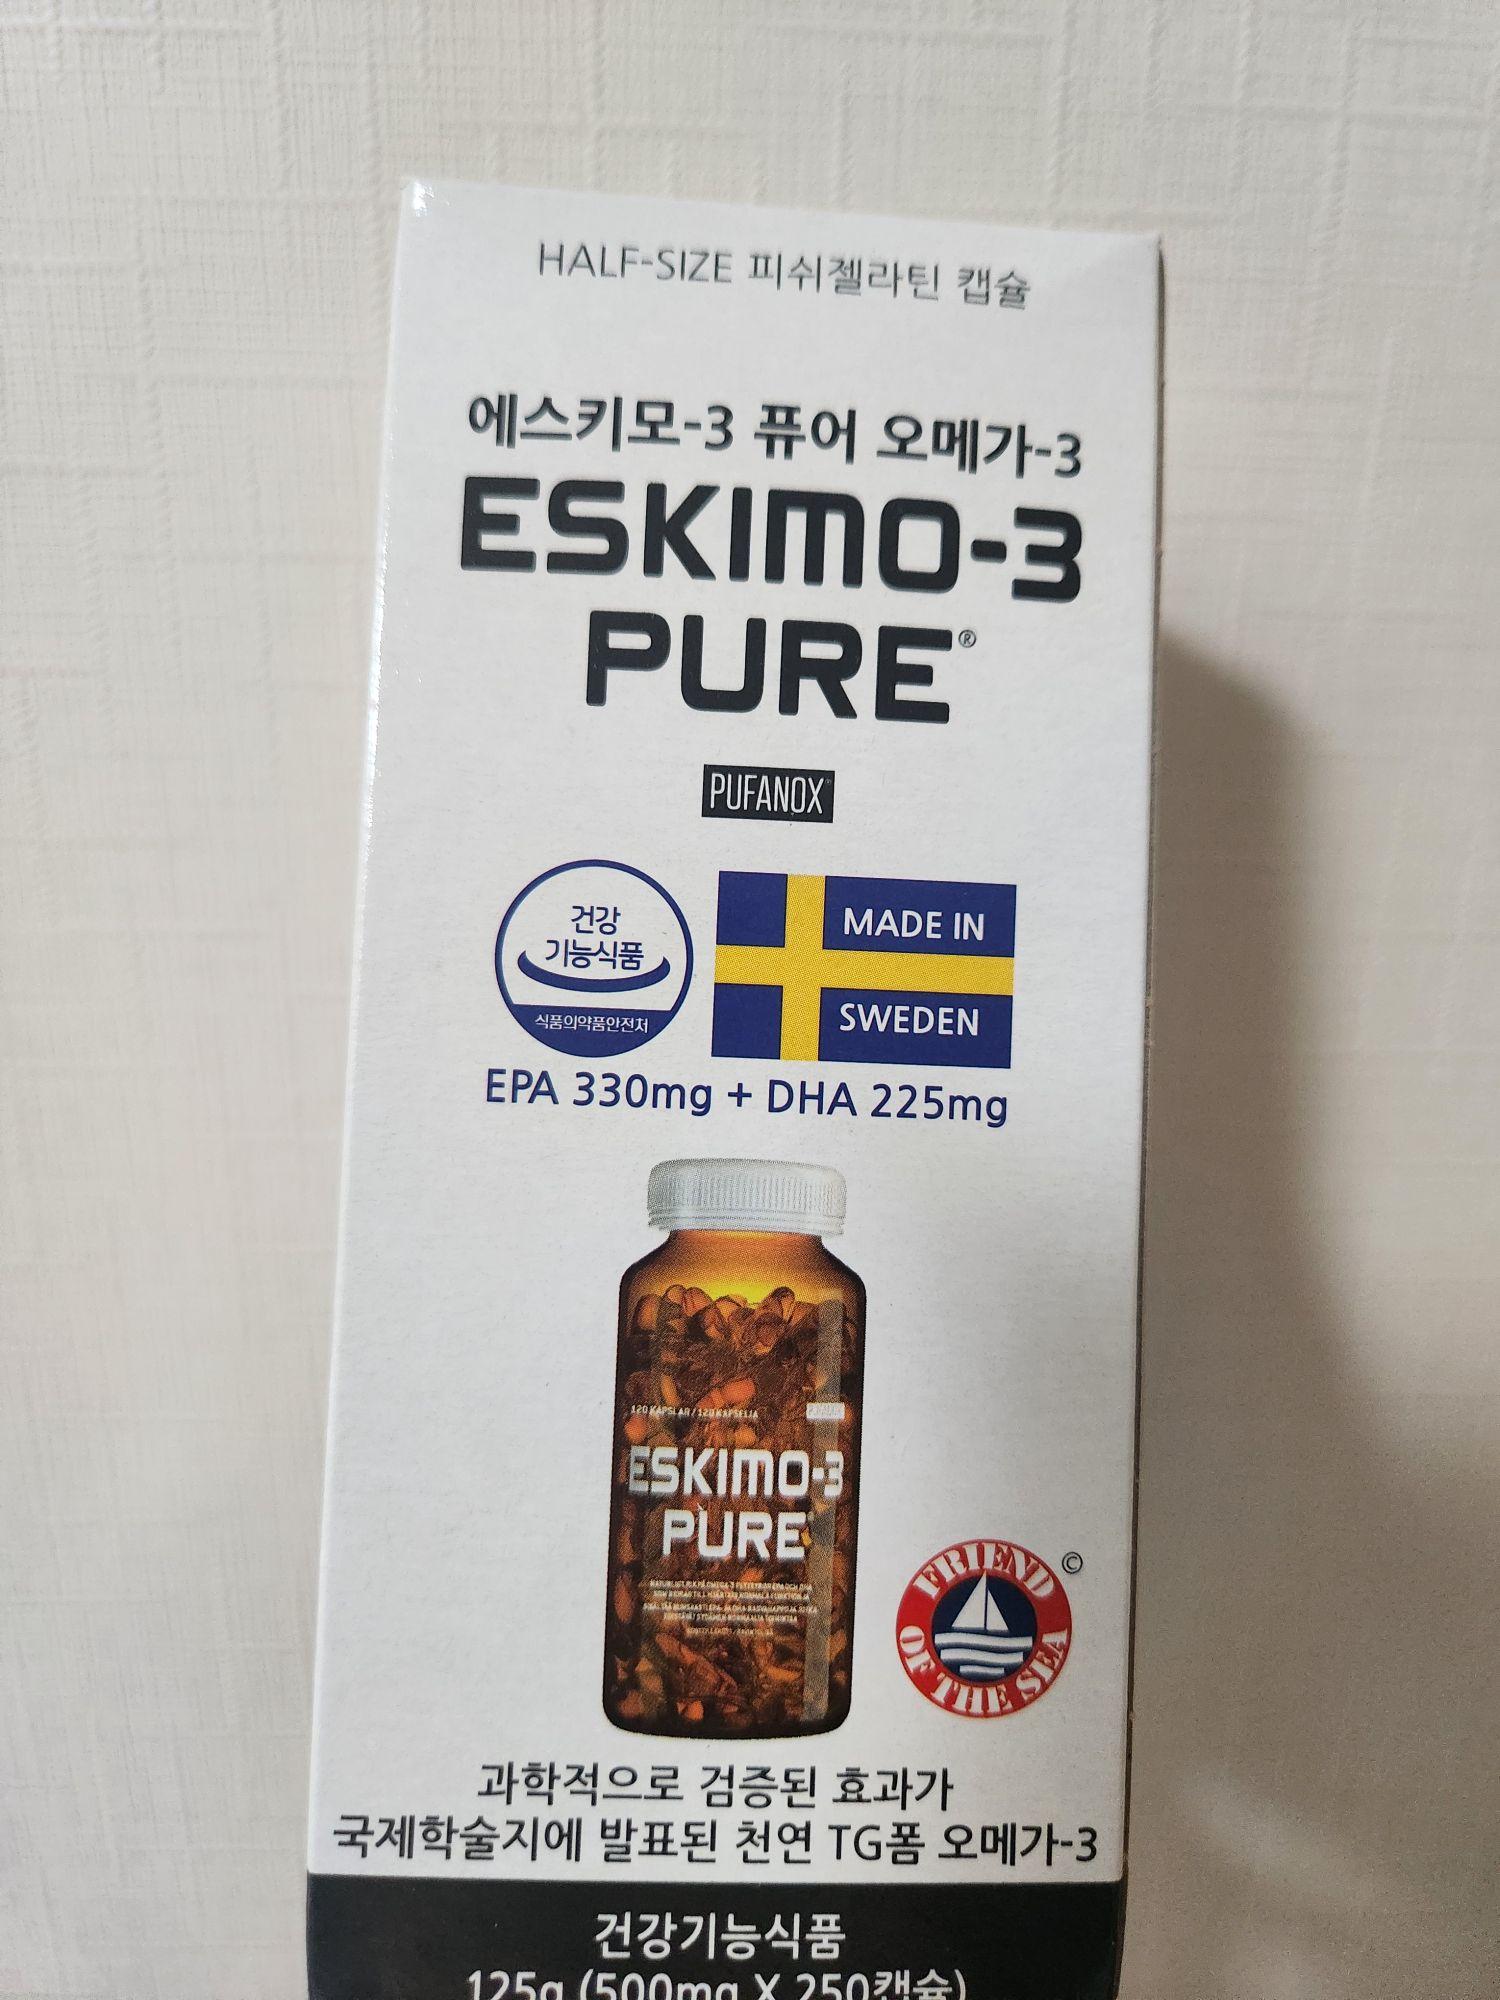 HALF-SIZE 피쉬젤라틴 캡슐
에스키모-3 퓨어 오메가-3
ESKIMO-3
PURE®
PUFANOX
건강
기능식품
식품의약품안전처
MADE IN
SWEDEN
EPA 330mg + DHA 225mg
120 KAPSLAR / 120 KAPSELIA
ESKIMO-3
PURE
FRIEND
OF THE SEA
©
과학적으로 검증된 효과가
국제학술지에 발표된 천연 TG폼 오메가-3
건강기능식품
125g (500mg X 250캡슐)